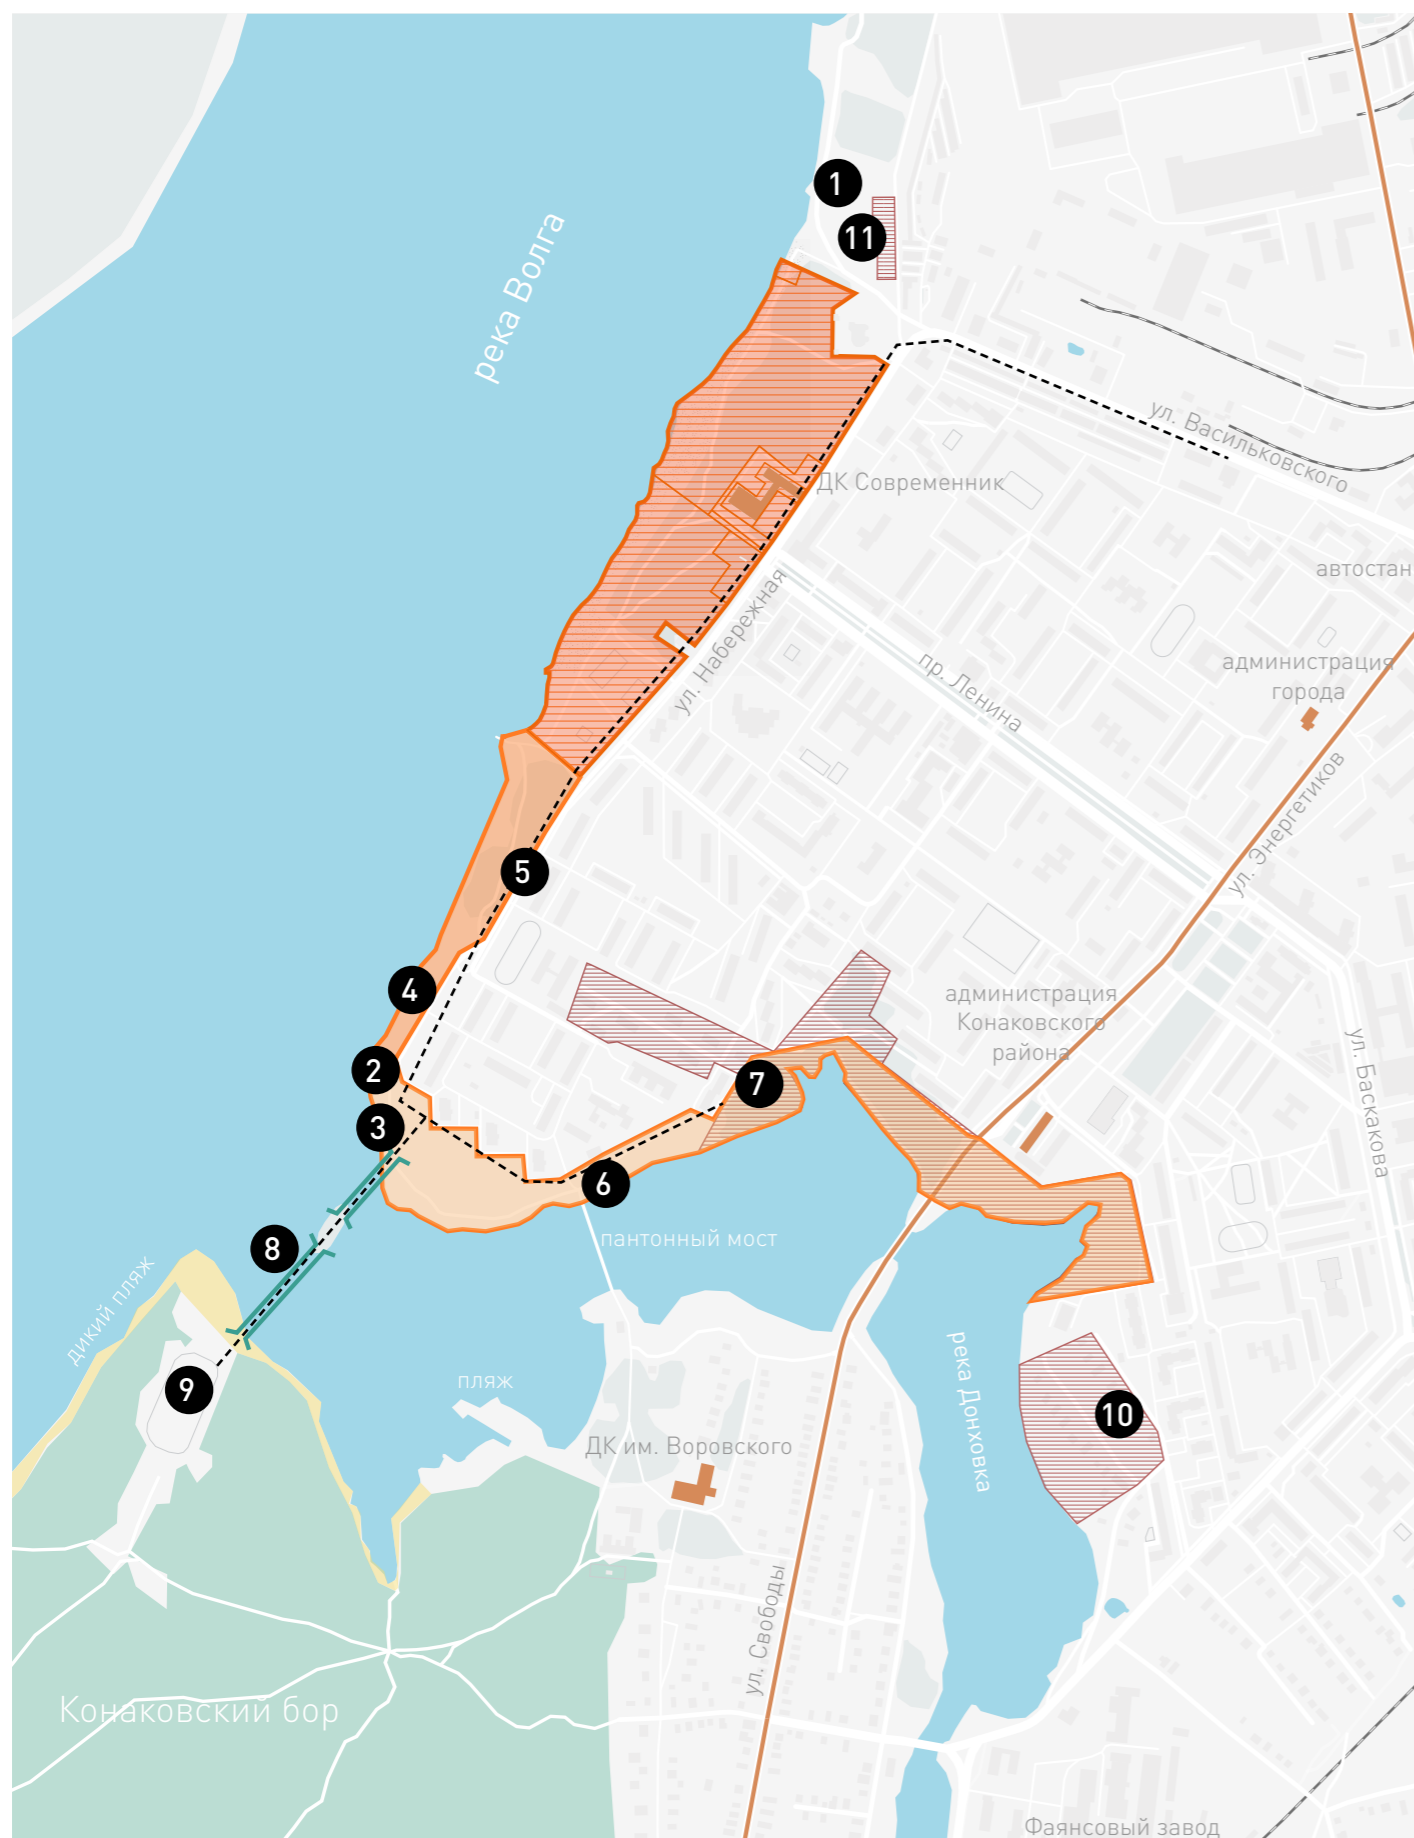 1
11
река Волга
ул. Васильковского
ДК Современник
автостан
ул. Набережная
администрация
города
пр. Ленина
ул. Энергетиков
5
4
администрация
Конаковского
района
2
7
ул. Баскакова
3
6
8
пантонный мост
дикий пляж
9
пляж
река Донховка
10
ДК им. Воровского
ул. Свободы
Конаковский бор
Фаянсовый завод